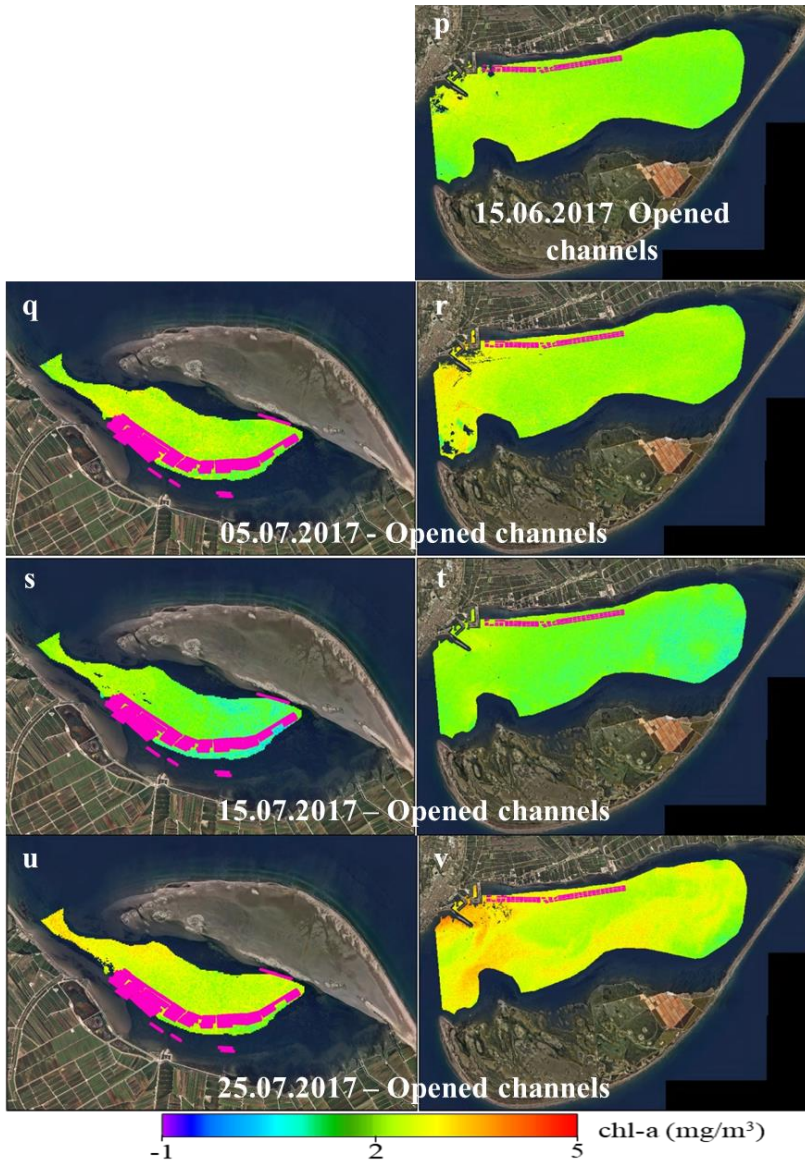 p
15.06.2017 Opened
channels
q
r
05.07.2017 - Opened channels
s
t
15.07.2017 – Opened channels
u
v
25.07.2017 – Opened channels
chl-a (mg/m³)
-1 2 5